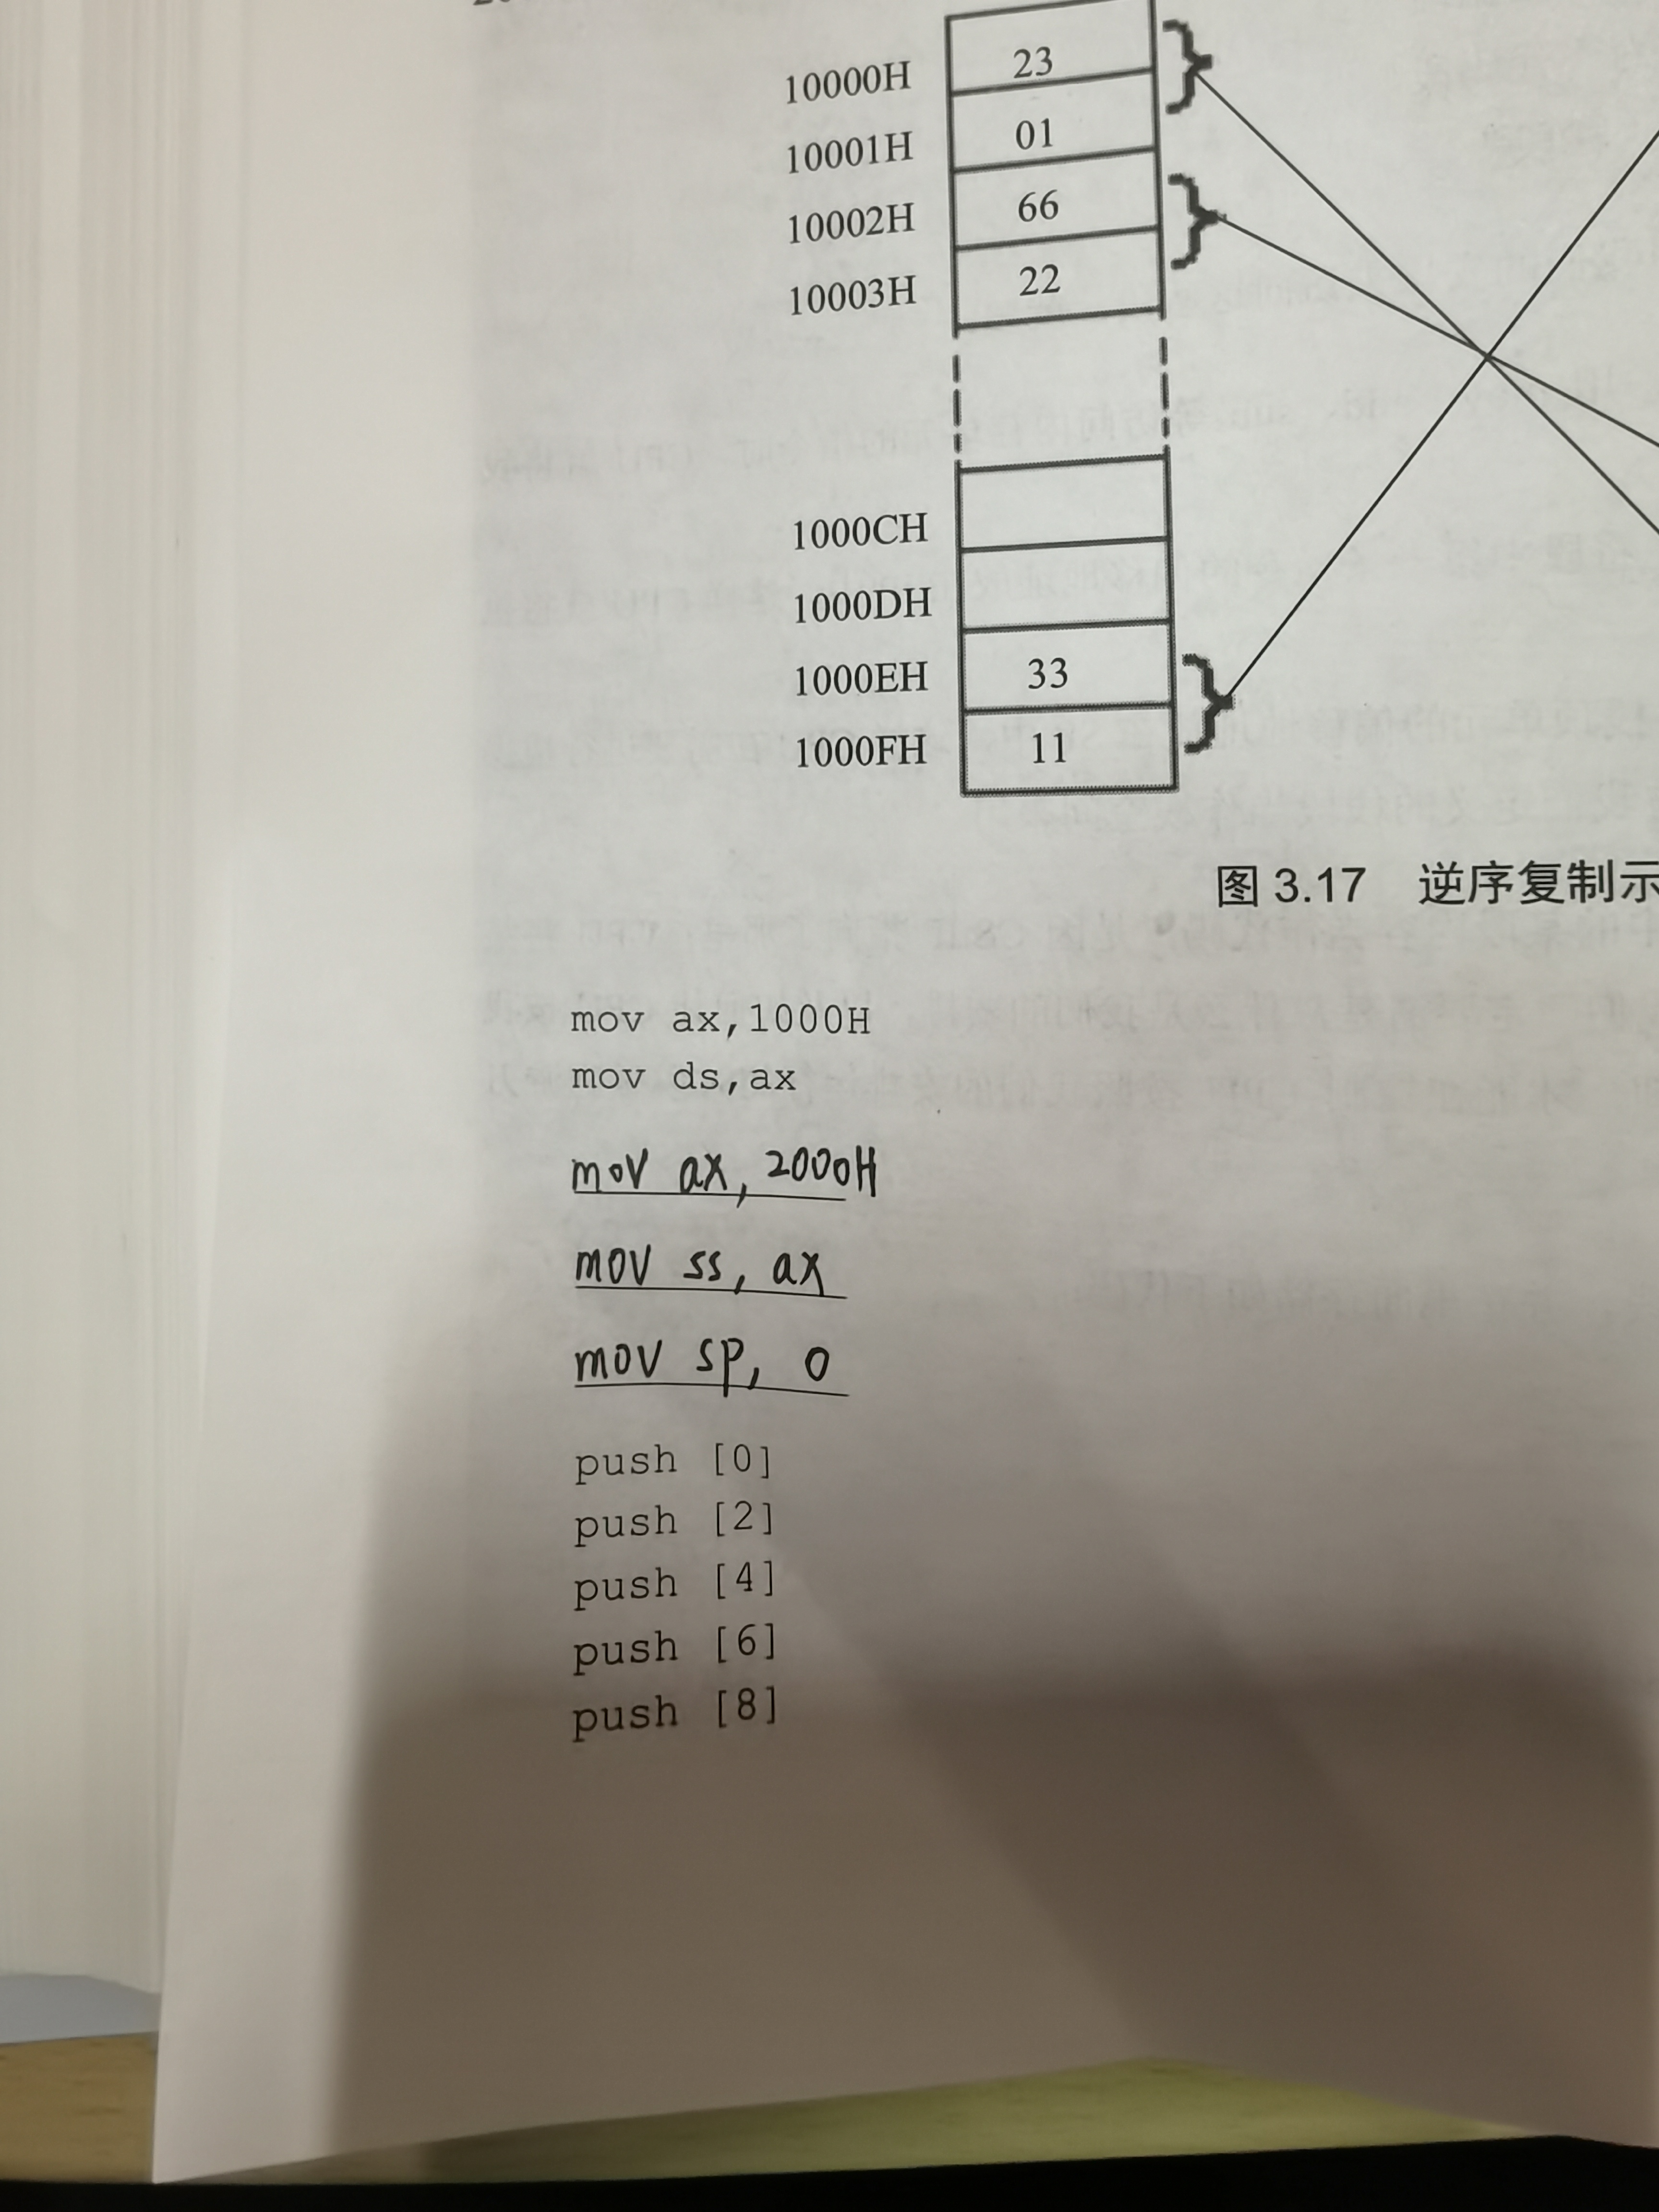 10000H 23
10001H 01
10002H 66
10003H 22
1000CH
1000DH
1000EH 33
1000FH 11
图 3.17 逆序复制示
mov ax,1000H
mov ds,ax
mov ax, 2000H
mov ss, ax
mov sp, 0
push [0]
push [2]
push [4]
push [6]
push [8]